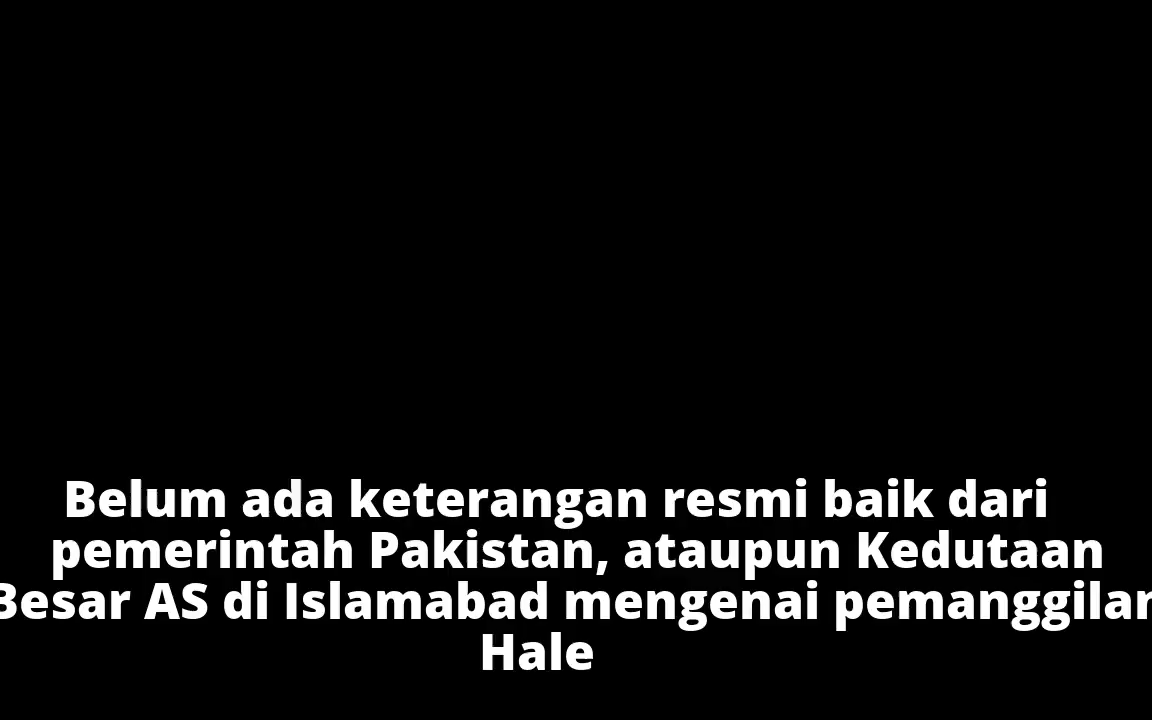 Belum ada keterangan resmi baik dari
pemerintah Pakistan, ataupun Kedutaan
Besar AS di Islamabad mengenai pemanggilan
Hale